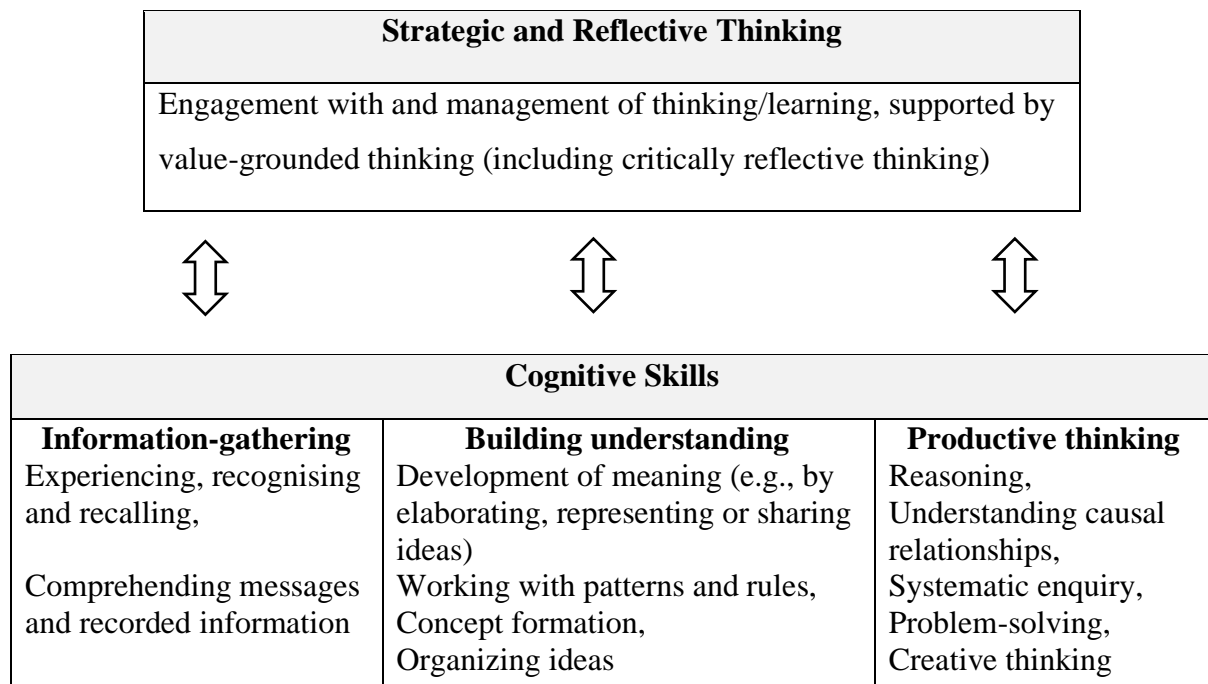 Strategic and Reflective Thinking
Engagement with and management of thinking/learning, supported by
value-grounded thinking (including critically reflective thinking)
Cognitive Skills
Information-gathering
Experiencing, recognising
and recalling,
Comprehending messages
and recorded information
Building understanding
Development of meaning (e.g., by
elaborating, representing or sharing
ideas)
Working with patterns and rules,
Concept formation,
Organizing ideas
Productive thinking
Reasoning,
Understanding causal
relationships,
Systematic enquiry,
Problem-solving,
Creative thinking